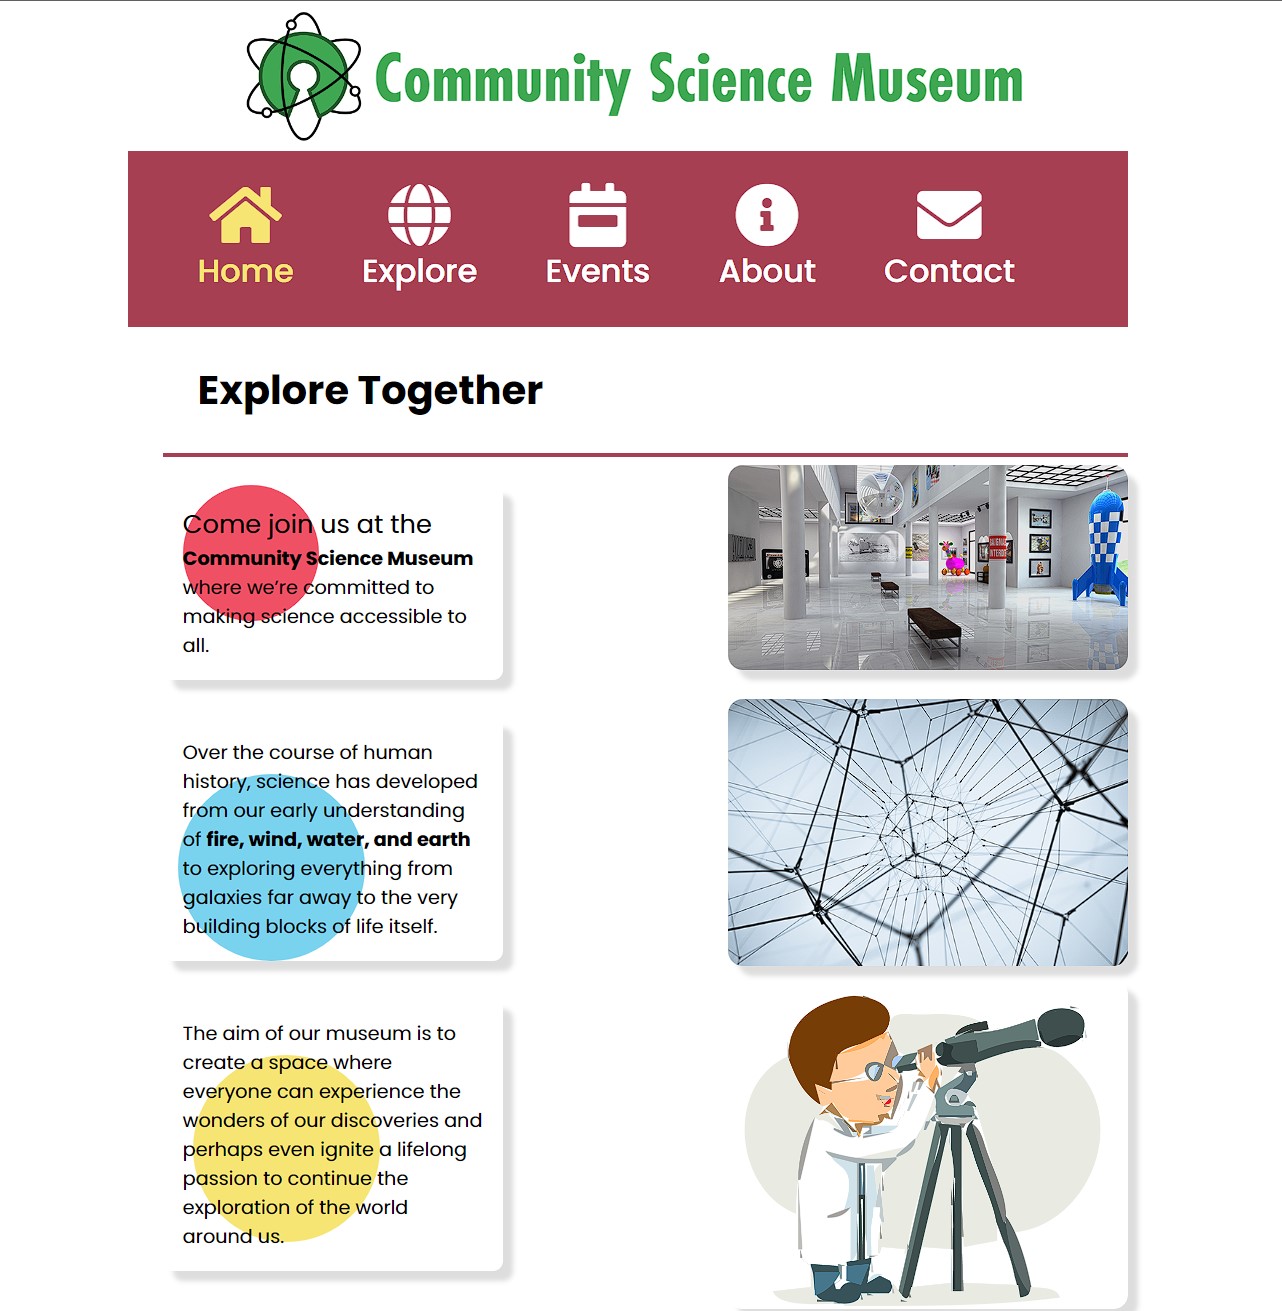 Community Science Museum
Home Explore Events About Contact
Explore Together
Come join us at the
Community Science Museum
where we’re committed to
making science accessible to
all.
Over the course of human
history, science has developed
from our early understanding
of fire, wind, water, and earth
to exploring everything from
galaxies far away to the very
building blocks of life itself.
The aim of our museum is to
create a space where
everyone can experience the
wonders of our discoveries and
perhaps even ignite a lifelong
passion to continue the
exploration of the world
around us.